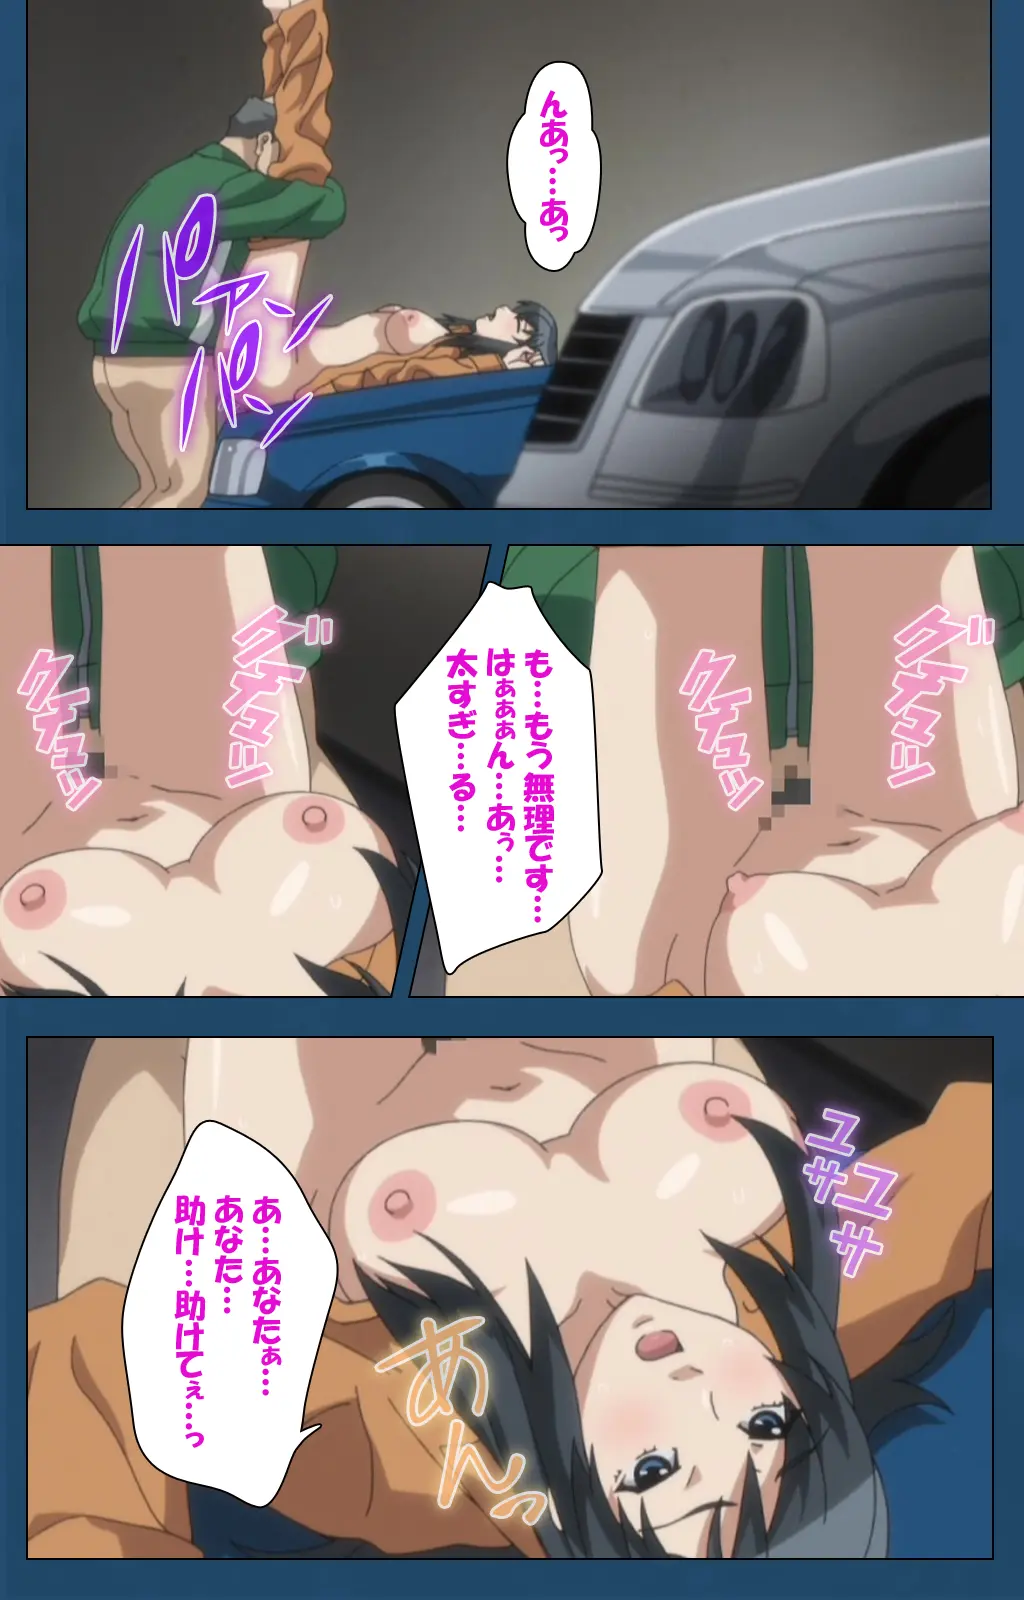 んあっ…あっ
パァン
パン
グチュッ
グチュッ
も…もう無理です…
はぁぁぁん…あぅ…
太すぎ…る…
グチュッ
グチュッ
ユサ
ユサ
あ…あなたぁ…
あなた…
助け…助けてぇ…っ
あんっ